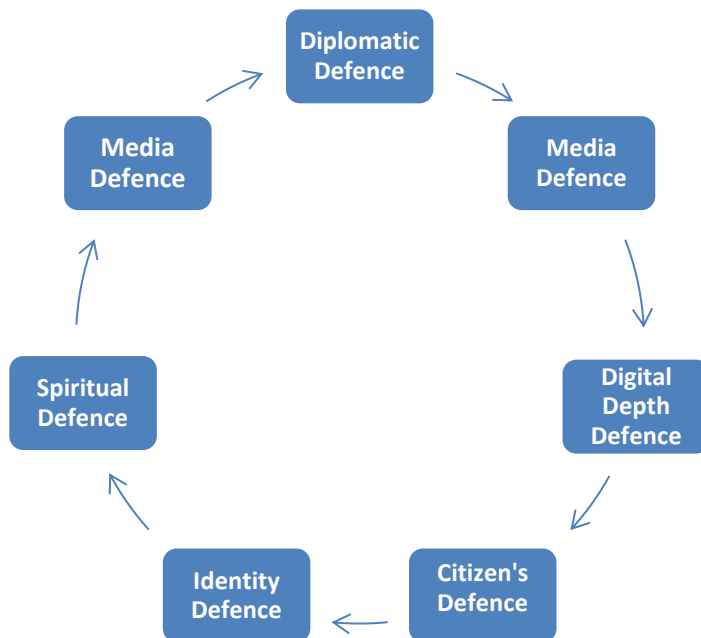 Diplomatic
Defence
Media
Defence
Digital
Depth
Defence
Citizen's
Defence
Identity
Defence
Spiritual
Defence
Media
Defence